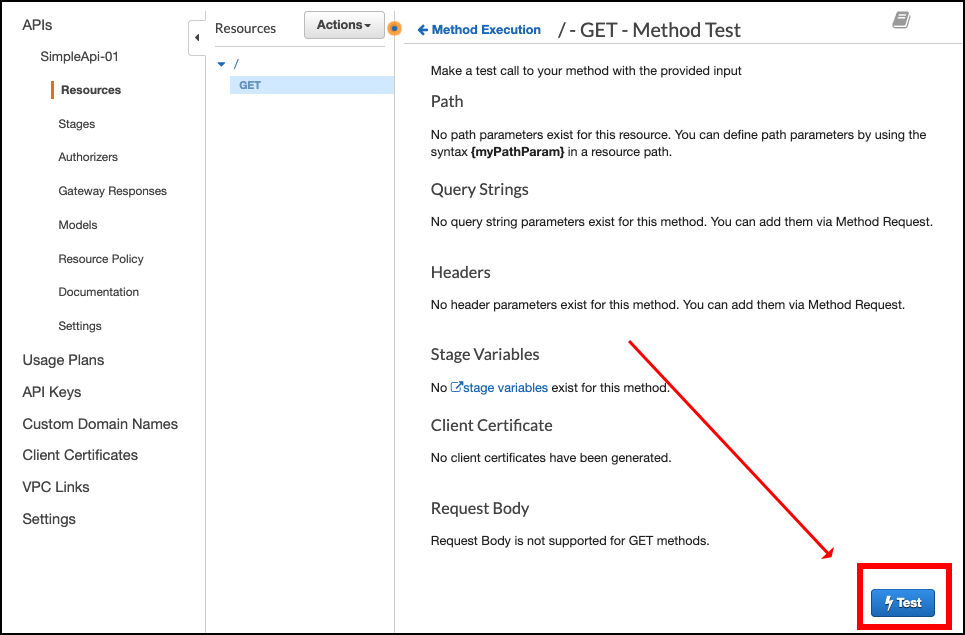 APIs
SimpleApi-01
Resources
Stages
Authorizers
Gateway Responses
Models
Resource Policy
Documentation
Settings
Usage Plans
API Keys
Custom Domain Names
Client Certificates
VPC Links
Settings
Resources
Actions
/
GET
Method Execution / - GET - Method Test
Make a test call to your method with the provided input
Path
No path parameters exist for this resource. You can define path parameters by using the
syntax {myPathParam} in a resource path.
Query Strings
No query string parameters exist for this method. You can add them via Method Request.
Headers
No header parameters exist for this method. You can add them via Method Request.
Stage Variables
No stage variables exist for this method.
Client Certificate
No client certificates have been generated.
Request Body
Request Body is not supported for GET methods.
Test